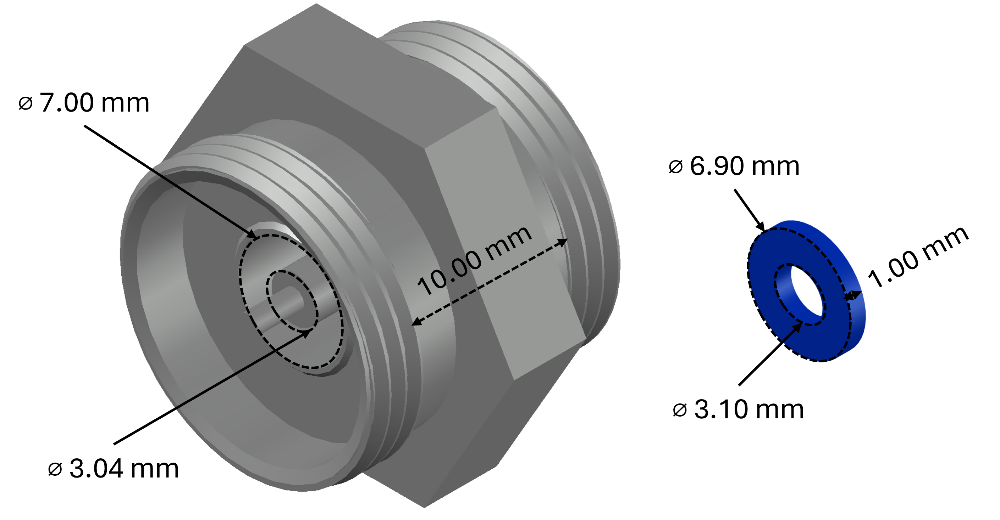 ⌀ 7.00 mm
⌀ 6.90 mm
10.00 mm
1.00 mm
⌀ 3.10 mm
⌀ 3.04 mm